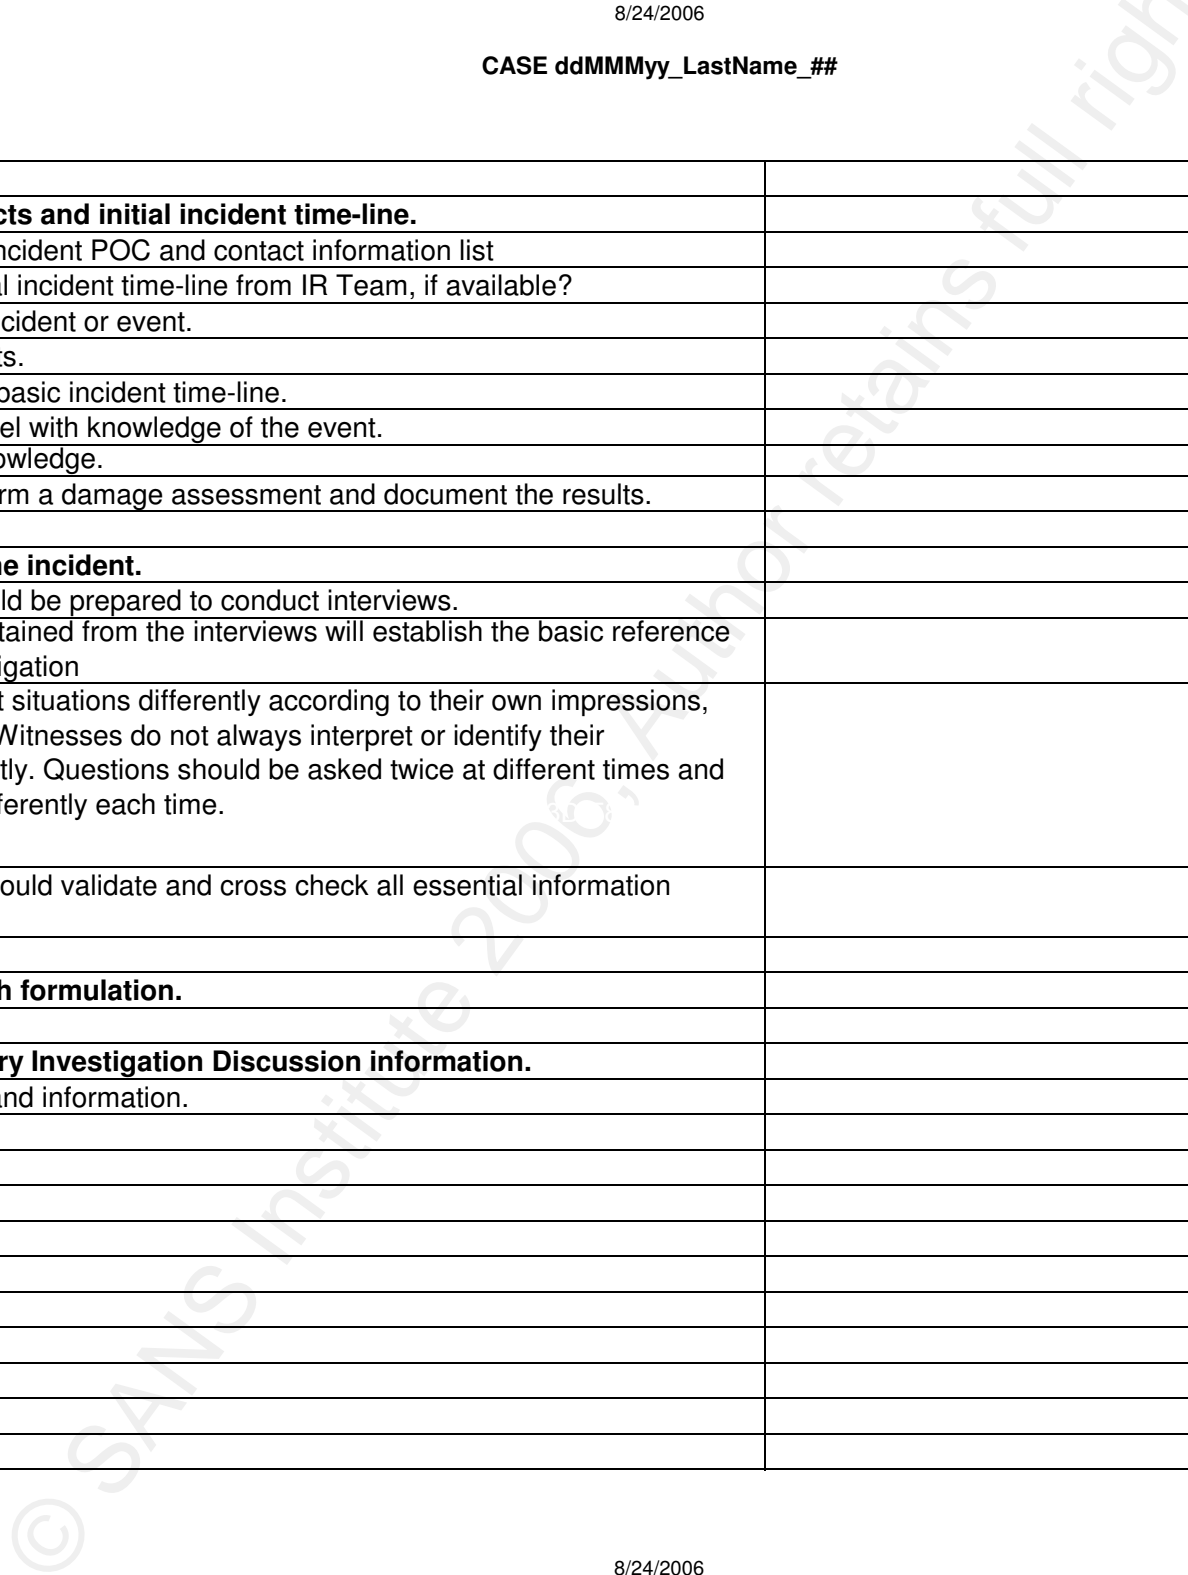 8/24/2006
CASE ddMMMyy_LastName_##
cts and initial incident time-line.
ncident POC and contact information list
l incident time-line from IR Team, if available?
cident or event.
ts.
basic incident time-line.
el with knowledge of the event.
owledge.
rm a damage assessment and document the results.
e incident.
ld be prepared to conduct interviews.
tained from the interviews will establish the basic reference
igation
t situations differently according to their own impressions,
Witnesses do not always interpret or identify their
tly. Questions should be asked twice at different times and
ferently each time.
ould validate and cross check all essential information
h formulation.
ry Investigation Discussion information.
and information.
© SANS Institute 2006, Author retains full righ
8/24/2006